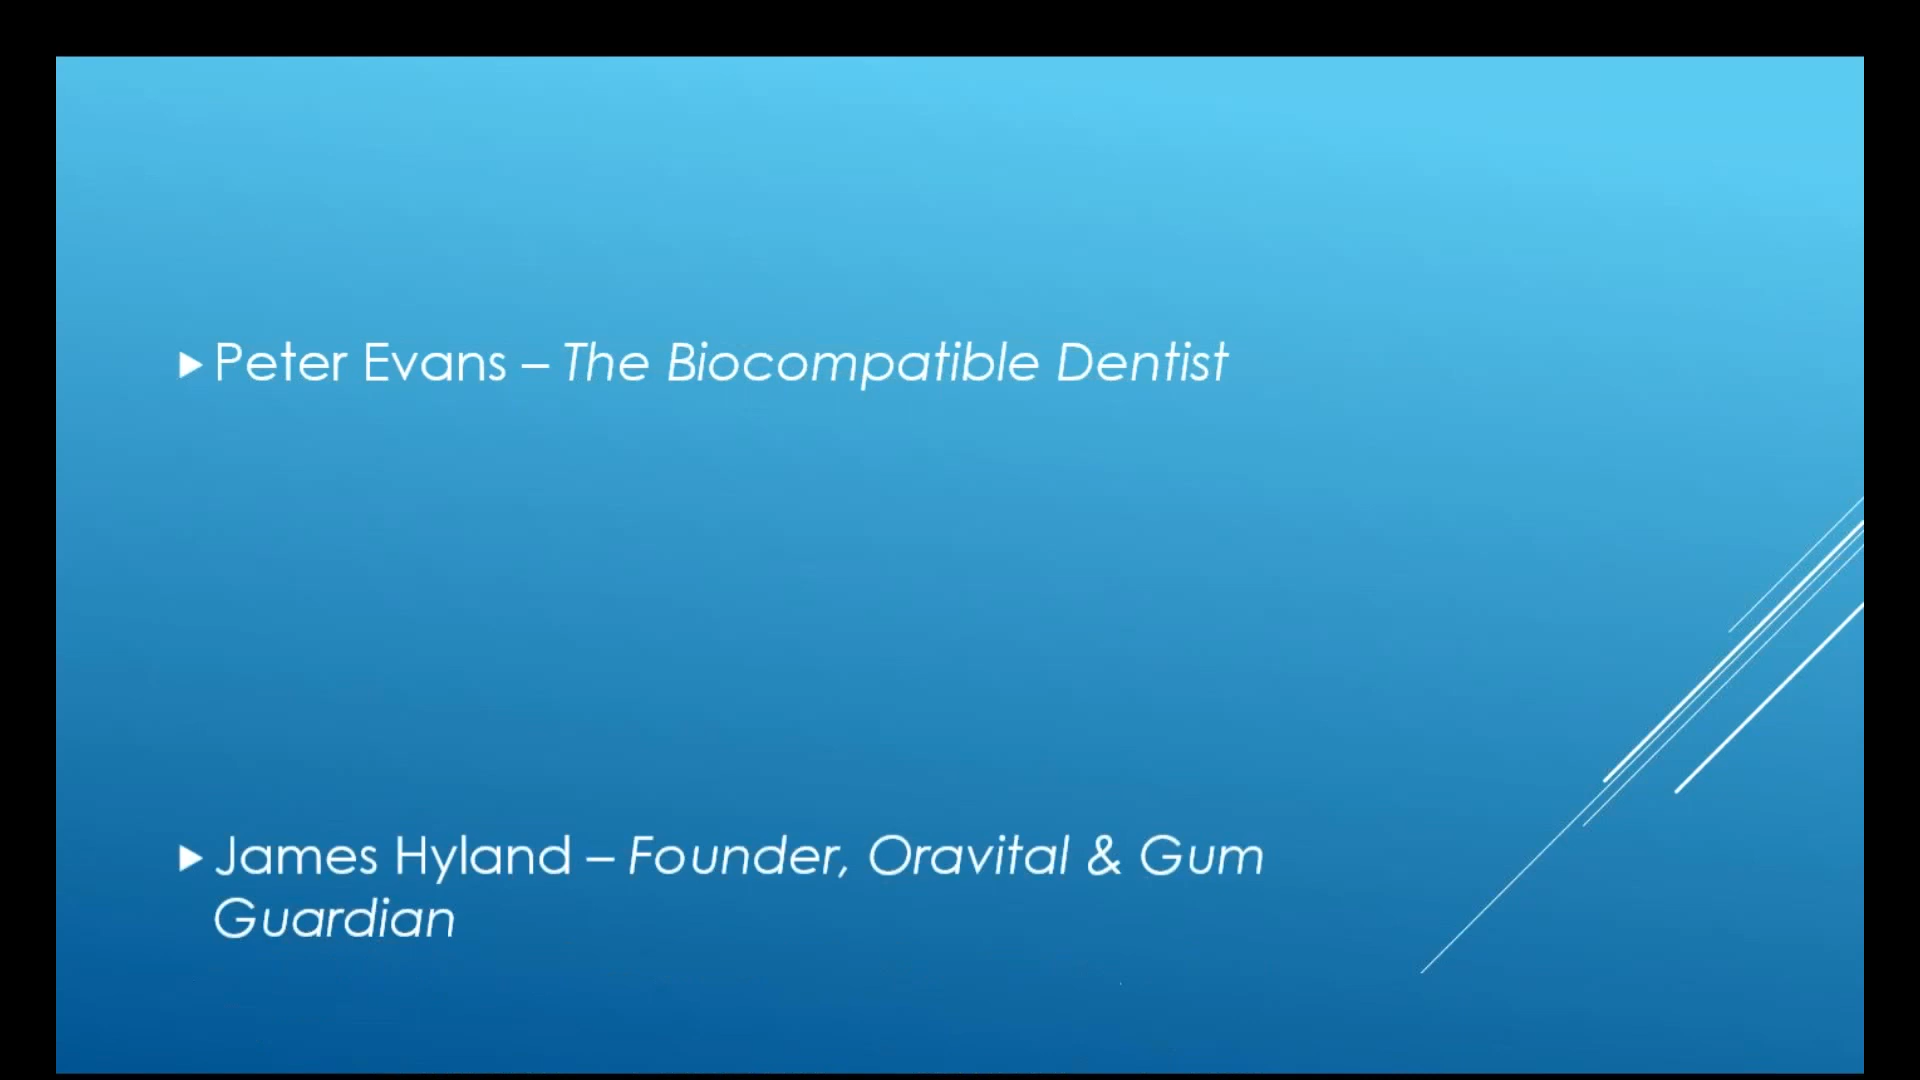 Peter Evans – The Biocompatible Dentist
James Hyland – Founder, Oravital & Gum
Guardian